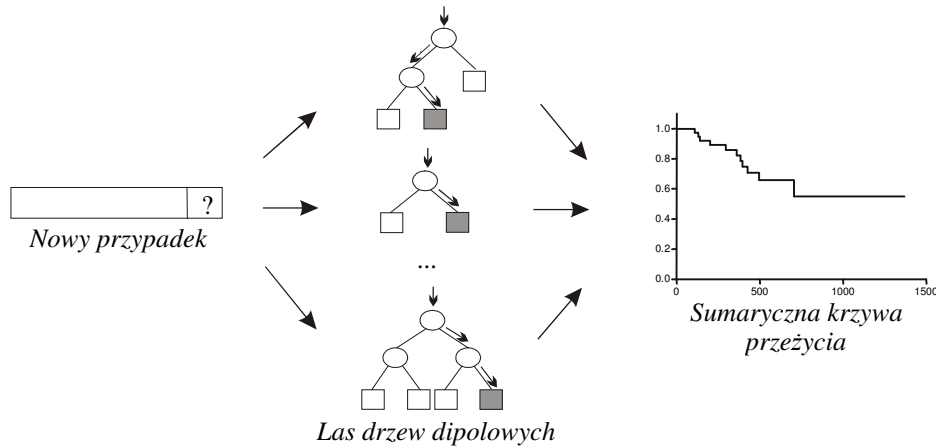 ?
Nowy przypadek
...
Las drzew dipolowych
1.0
0.8
0.6
0.4
0.2
0.0
0 500 1000 1500
Sumaryczna krzywa
przeżycia